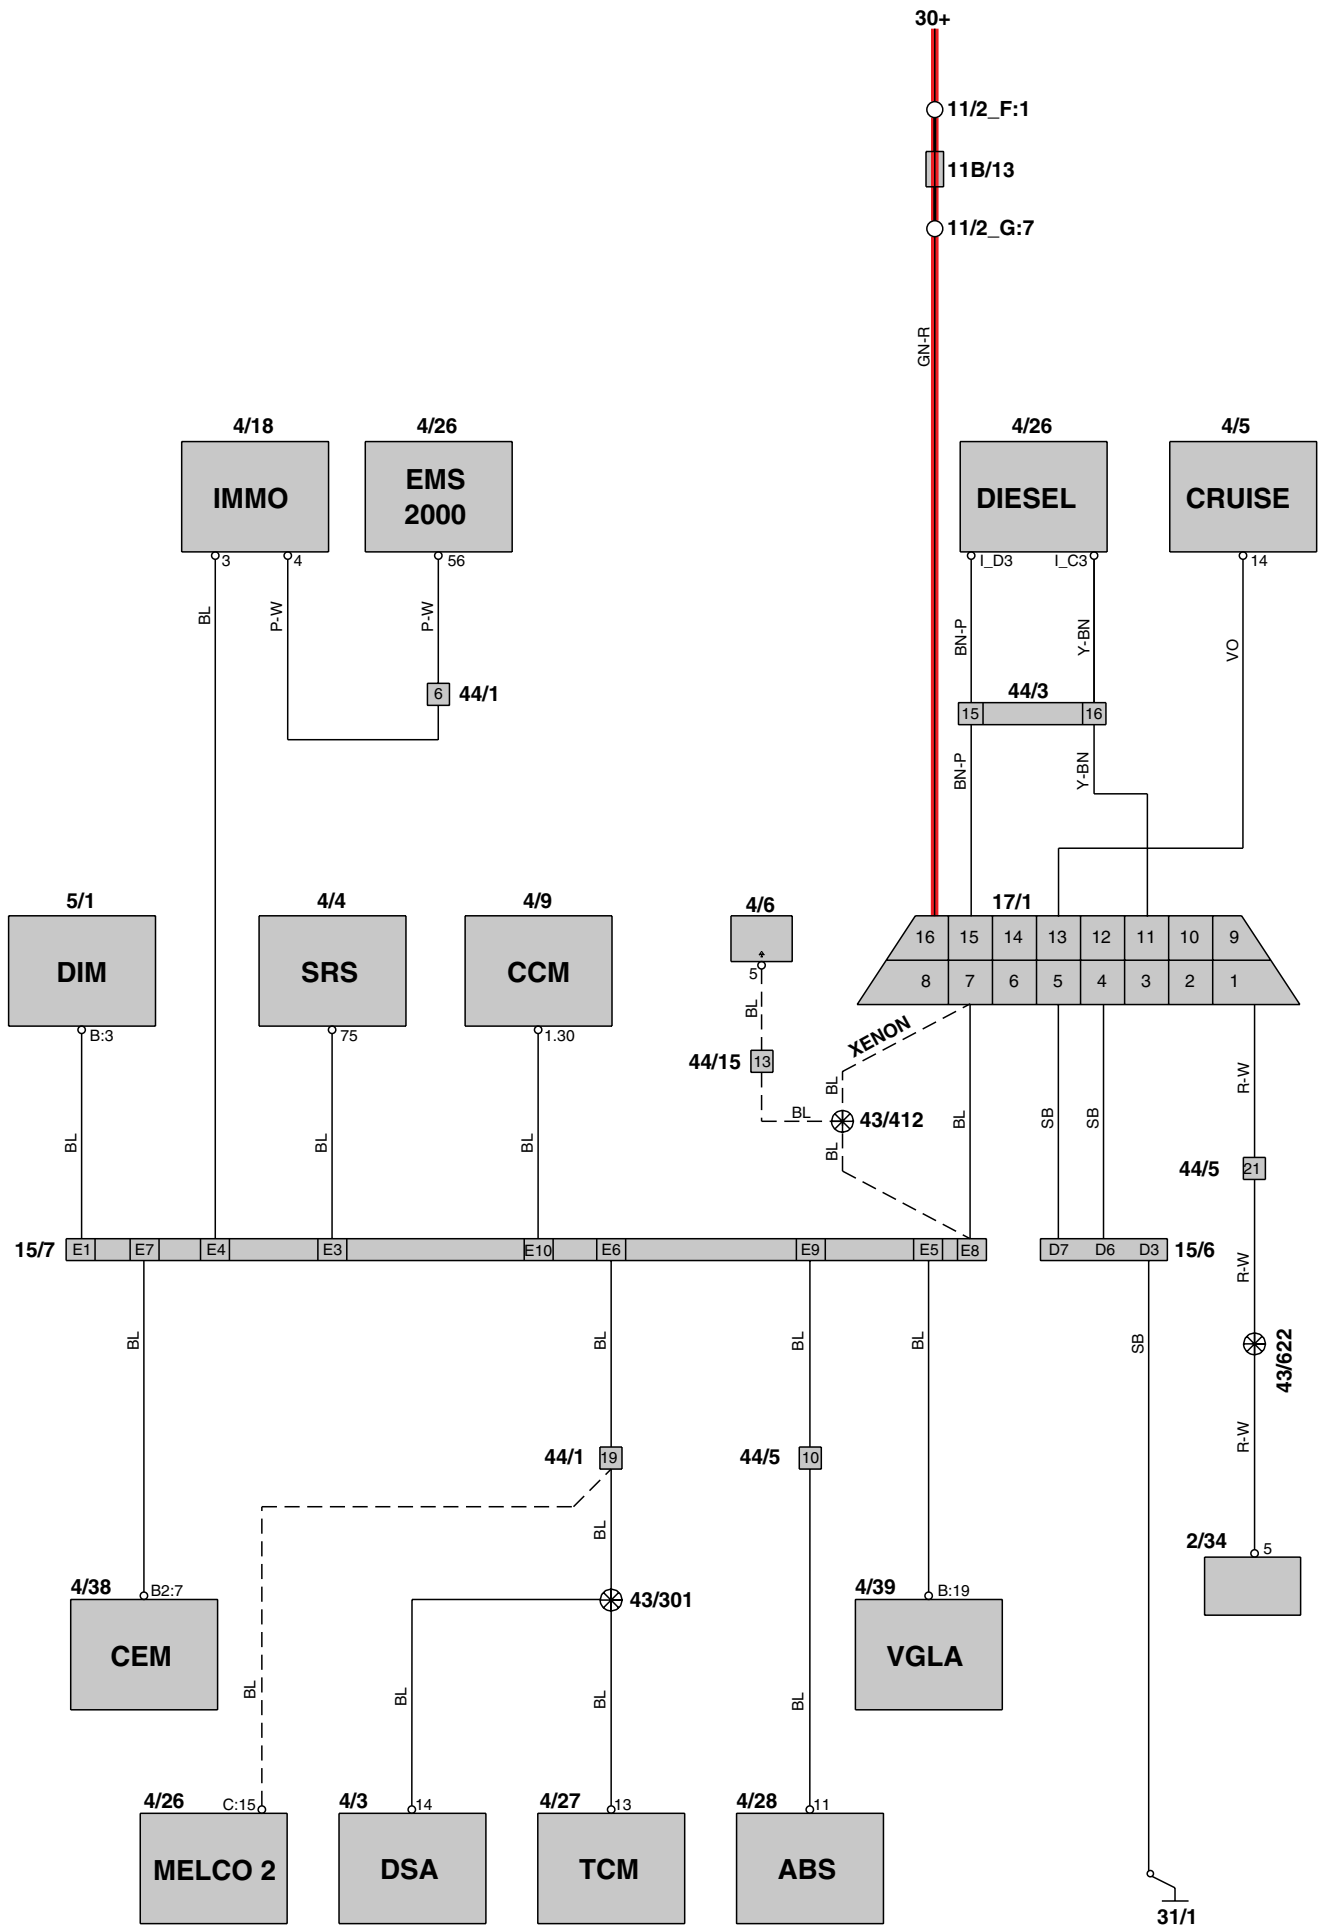 30+
11/2_F:1
11B/13
11/2_G:7
GN-R
4/18
4/26
4/26
4/5
IMMO
EMS
2000
DIESEL
CRUISE
3
4
56
I_D3
I_C3
14
BL
P-W
P-W
BN-P
Y-BN
VO
6
44/1
44/3
15
16
BN-P
Y-BN
5/1
4/4
4/9
4/6
17/1
DIM
SRS
CCM
16 15 14 13 12 11 10 9
8 7 6 5 4 3 2 1
B:3
75
1.30
5
BL
XENON
44/15
13
BL
BL
43/412
BL
BL
BL
BL
BL
SB
SB
R-W
44/5
21
15/7
E1
E7
E4
E3
E10
E6
E9
E5
E8
D7
D6
D3
15/6
R-W
BL
BL
BL
BL
SB
43/622
44/1
19
44/5
10
R-W
BL
2/34
5
4/38
B2:7
43/301
4/39
B:19
CEM
VGLA
BL
BL
BL
BL
4/26
C:15
4/3
14
4/27
13
4/28
11
MELCO 2
DSA
TCM
ABS
31/1